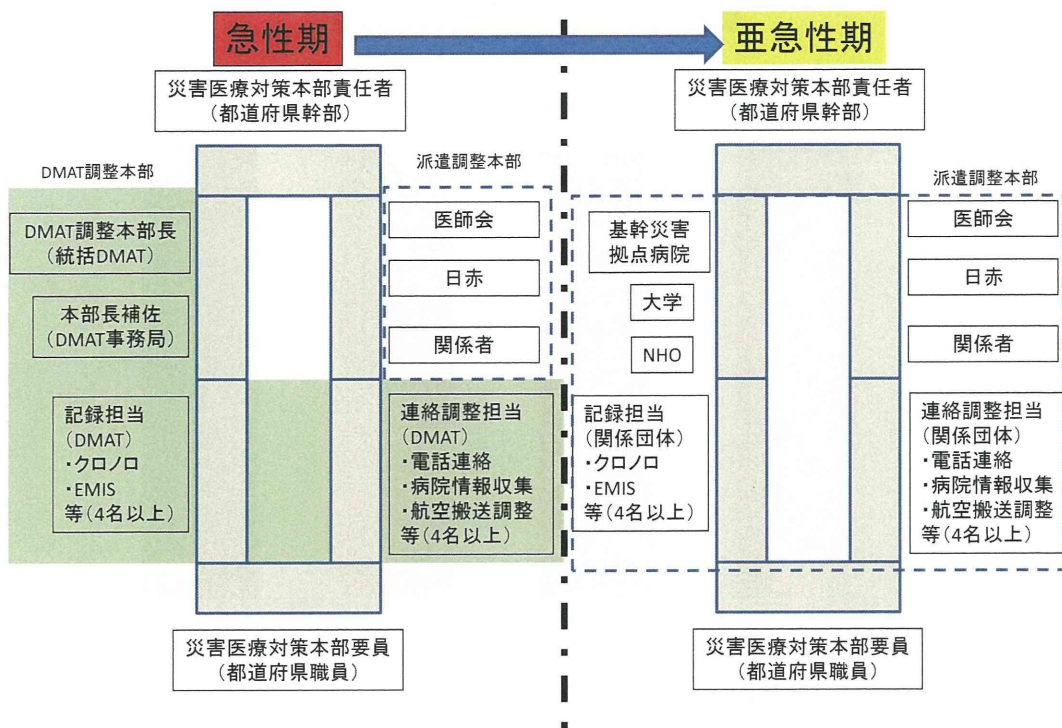 急性期
災害医療対策本部責任者
(都道府県幹部)
DMAT調整本部
派遣調整本部
DMAT調整本部長
(統括DMAT)
本部長補佐
(DMAT事務局)
医師会
日赤
関係者
記録担当
(DMAT)
・クロノロ
・EMIS
等(4名以上)
連絡調整担当
(DMAT)
・電話連絡
・病院情報収集
・航空搬送調整
等(4名以上)
災害医療対策本部要員
(都道府県職員)
亜急性期
災害医療対策本部責任者
(都道府県幹部)
派遣調整本部
基幹災害
拠点病院
大学
NHO
医師会
日赤
関係者
記録担当
(関係団体)
・クロノロ
・EMIS
等(4名以上)
連絡調整担当
(関係団体)
・電話連絡
・病院情報収集
・航空搬送調整
等(4名以上)
災害医療対策本部要員
(都道府県職員)